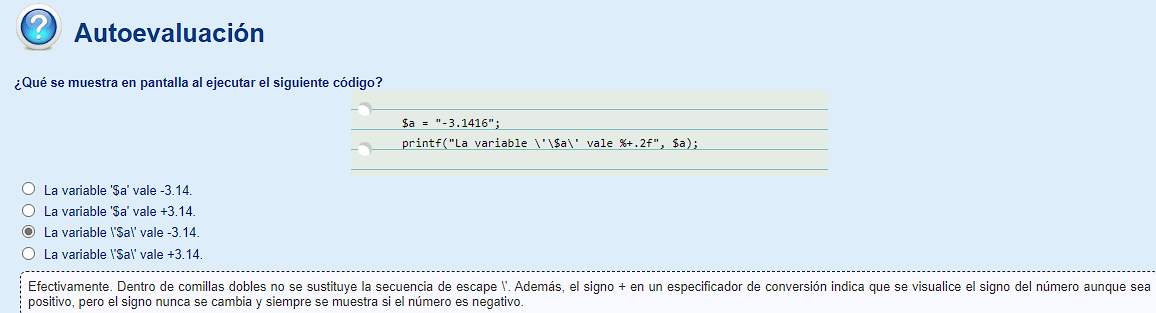 Autoevaluación
¿Qué se muestra en pantalla al ejecutar el siguiente código?
$a = "-3.1416";
printf("La variable \'\$a\' vale %+.2f", $a);
La variable '$a' vale -3.14.
La variable '$a' vale +3.14.
La variable \'$a\' vale -3.14.
La variable \'$a\' vale +3.14.
Efectivamente. Dentro de comillas dobles no se sustituye la secuencia de escape \'. Además, el signo + en un especificador de conversión indica que se visualice el signo del número aunque sea
positivo, pero el signo nunca se cambia y siempre se muestra si el número es negativo.